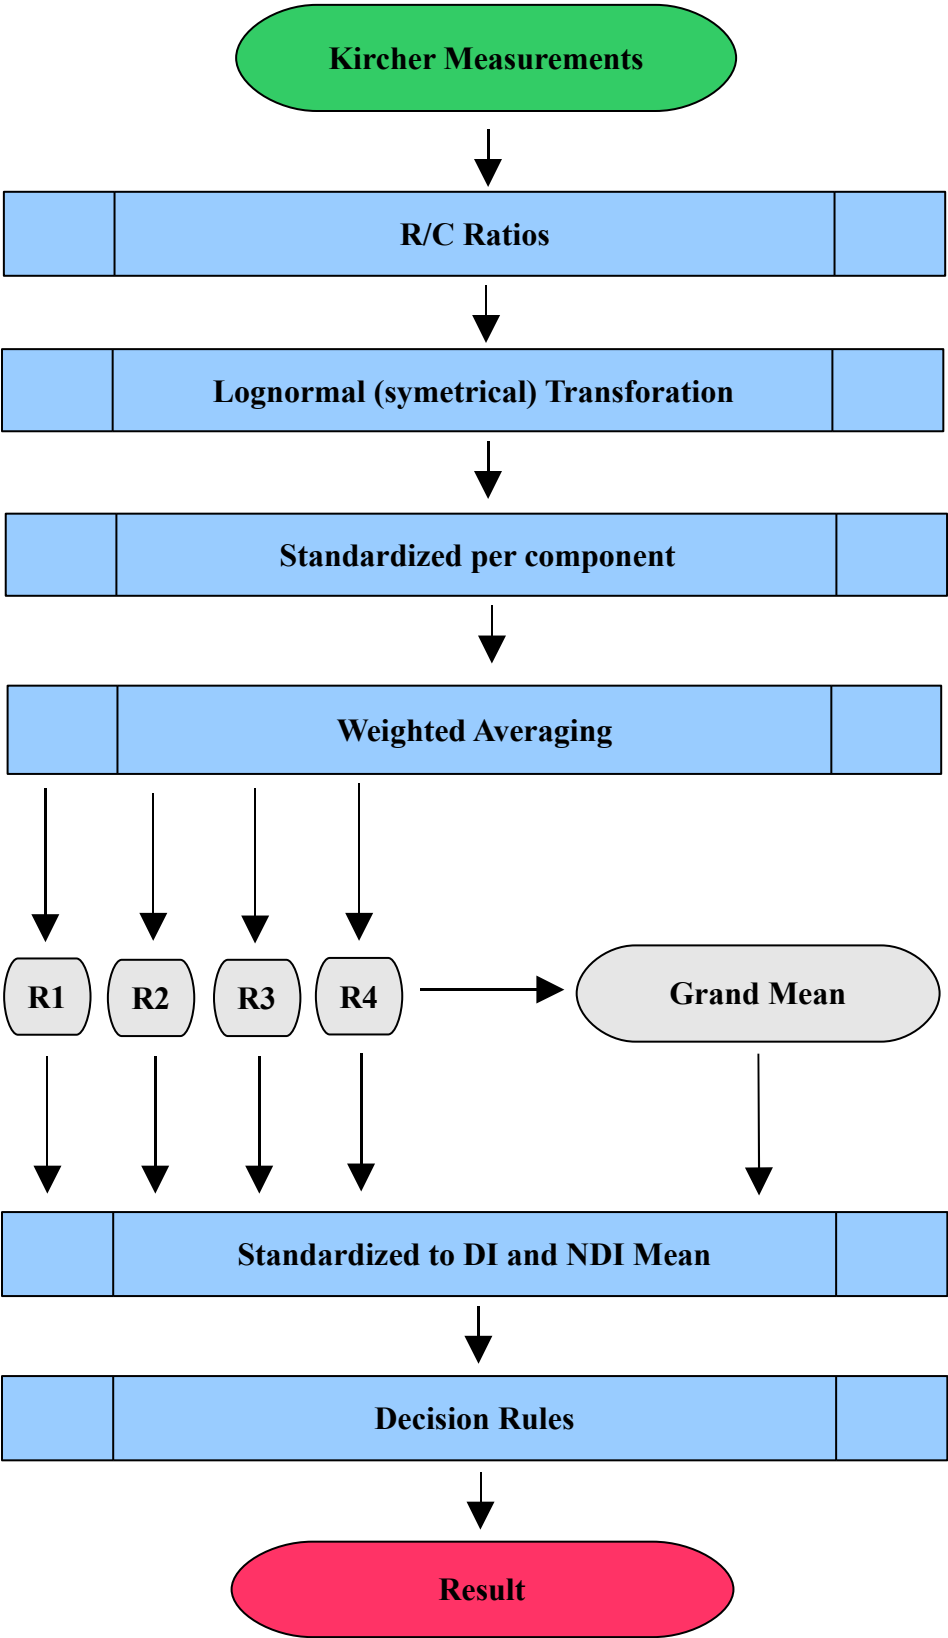 Kircher Measurements
R/C Ratios
Lognormal (symetrical) Transforation
Standardized per component
Weighted Averaging
R1 R2 R3 R4 Grand Mean
Standardized to DI and NDI Mean
Decision Rules
Result